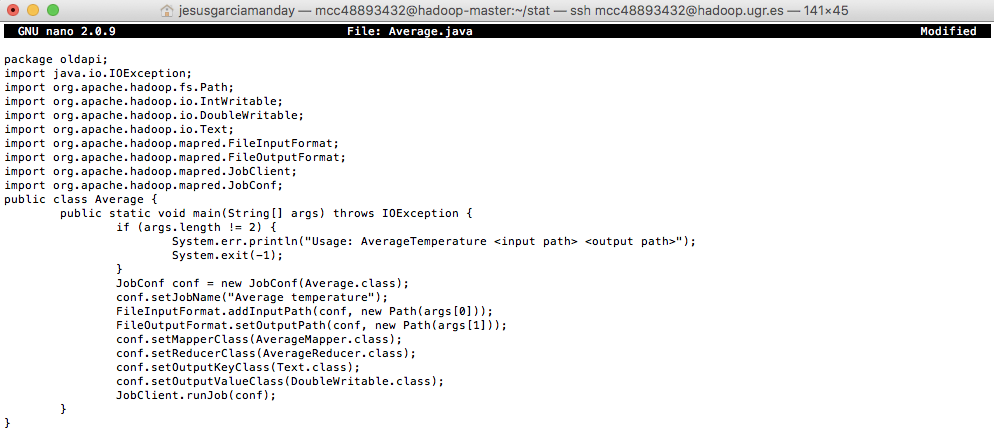 jesusgarciamanday — mcc48893432@hadoop-master:~/stat — ssh mcc48893432@hadoop.ugr.es — 141×45
GNU nano 2.0.9 File: Average.java Modified
package oldapi;
import java.io.IOException;
import org.apache.hadoop.fs.Path;
import org.apache.hadoop.io.IntWritable;
import org.apache.hadoop.io.DoubleWritable;
import org.apache.hadoop.io.Text;
import org.apache.hadoop.mapred.FileInputFormat;
import org.apache.hadoop.mapred.FileOutputFormat;
import org.apache.hadoop.mapred.JobClient;
import org.apache.hadoop.mapred.JobConf;
public class Average {
        public static void main(String[] args) throws IOException {
                if (args.length != 2) {
                        System.err.println("Usage: AverageTemperature <input path> <output path>");
                        System.exit(-1);
                }
                JobConf conf = new JobConf(Average.class);
                conf.setJobName("Average temperature");
                FileInputFormat.addInputPath(conf, new Path(args[0]));
                FileOutputFormat.setOutputPath(conf, new Path(args[1]));
                conf.setMapperClass(AverageMapper.class);
                conf.setReducerClass(AverageReducer.class);
                conf.setOutputKeyClass(Text.class);
                conf.setOutputValueClass(DoubleWritable.class);
                JobClient.runJob(conf);
        }
}